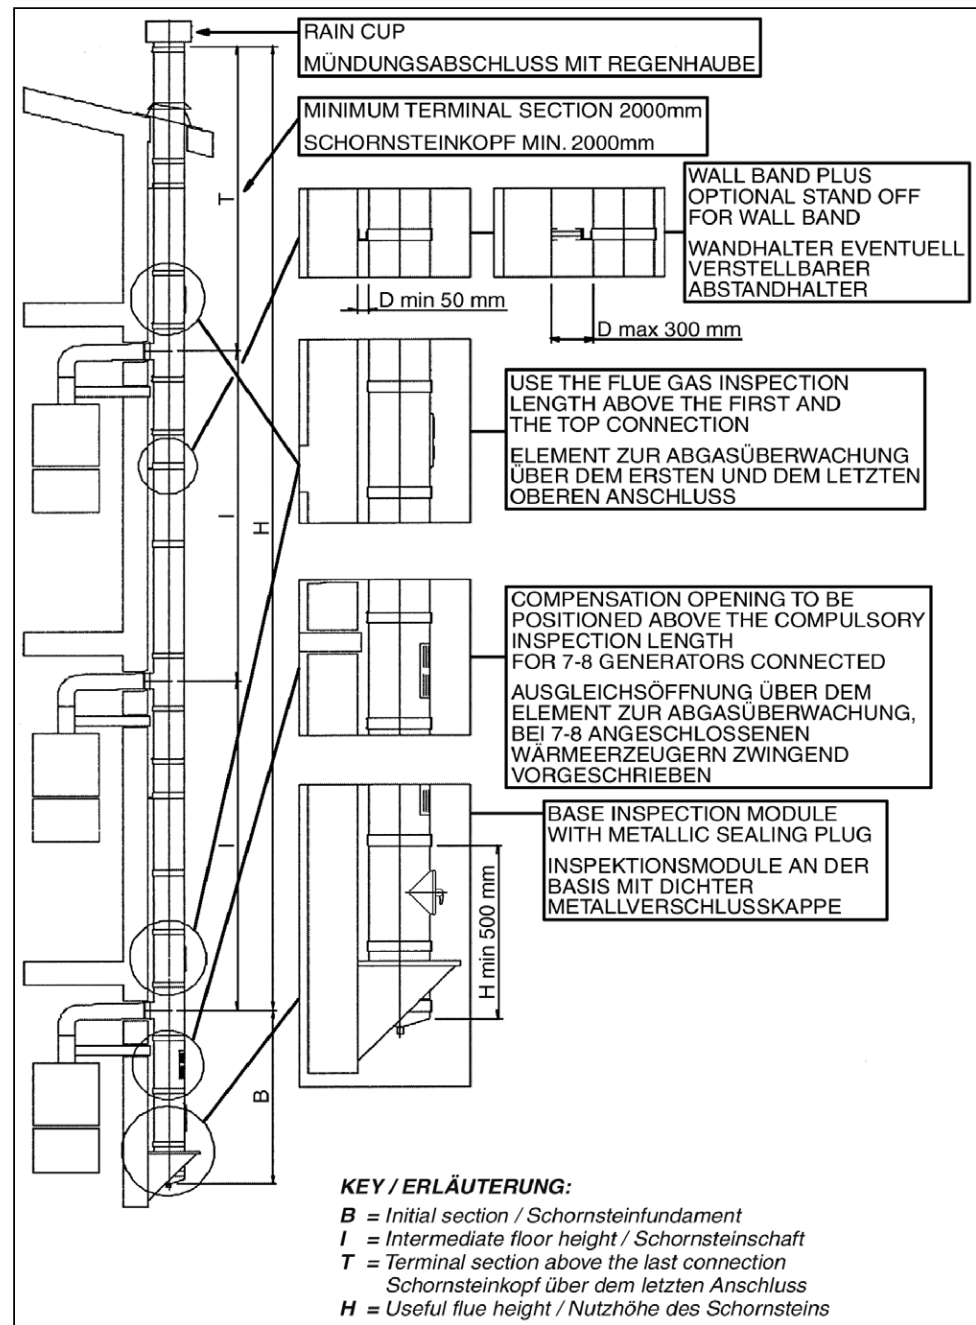 RAIN CUP
MÜNDUNGSABSCHLUSS MIT REGENHAUBE
MINIMUM TERMINAL SECTION 2000mm
SCHORNSTEINKOPF MIN. 2000mm
WALL BAND PLUS
OPTIONAL STAND OFF
FOR WALL BAND
WANDHALTER EVENTUELL
VERSTELLBARER
ABSTANDHALTER
T
D min 50 mm
D max 300 mm
USE THE FLUE GAS INSPECTION
LENGTH ABOVE THE FIRST AND
THE TOP CONNECTION
ELEMENT ZUR ABGASÜBERWACHUNG
ÜBER DEM ERSTEN UND DEM LETZTEN
OBEREN ANSCHLUSS
I
H
COMPENSATION OPENING TO BE
POSITIONED ABOVE THE COMPULSORY
INSPECTION LENGTH
FOR 7-8 GENERATORS CONNECTED
AUSGLEICHSÖFFNUNG ÜBER DEM
ELEMENT ZUR ABGASÜBERWACHUNG,
BEI 7-8 ANGESCHLOSSENEN
WÄRMEERZEUGERN ZWINGEND
VORGESCHRIEBEN
BASE INSPECTION MODULE
WITH METALLIC SEALING PLUG
INSPEKTIONSMODULE AN DER
BASIS MIT DICHTER
METALLVERSCHLUSSKAPPE
I
H min 500 mm
B
KEY / ERLÄUTERUNG:
B = Initial section / Schornsteinfundament
I = Intermediate floor height / Schornsteinschaft
T = Terminal section above the last connection
Schornsteinkopf über dem letzten Anschluss
H = Useful flue height / Nutzhöhe des Schornsteins